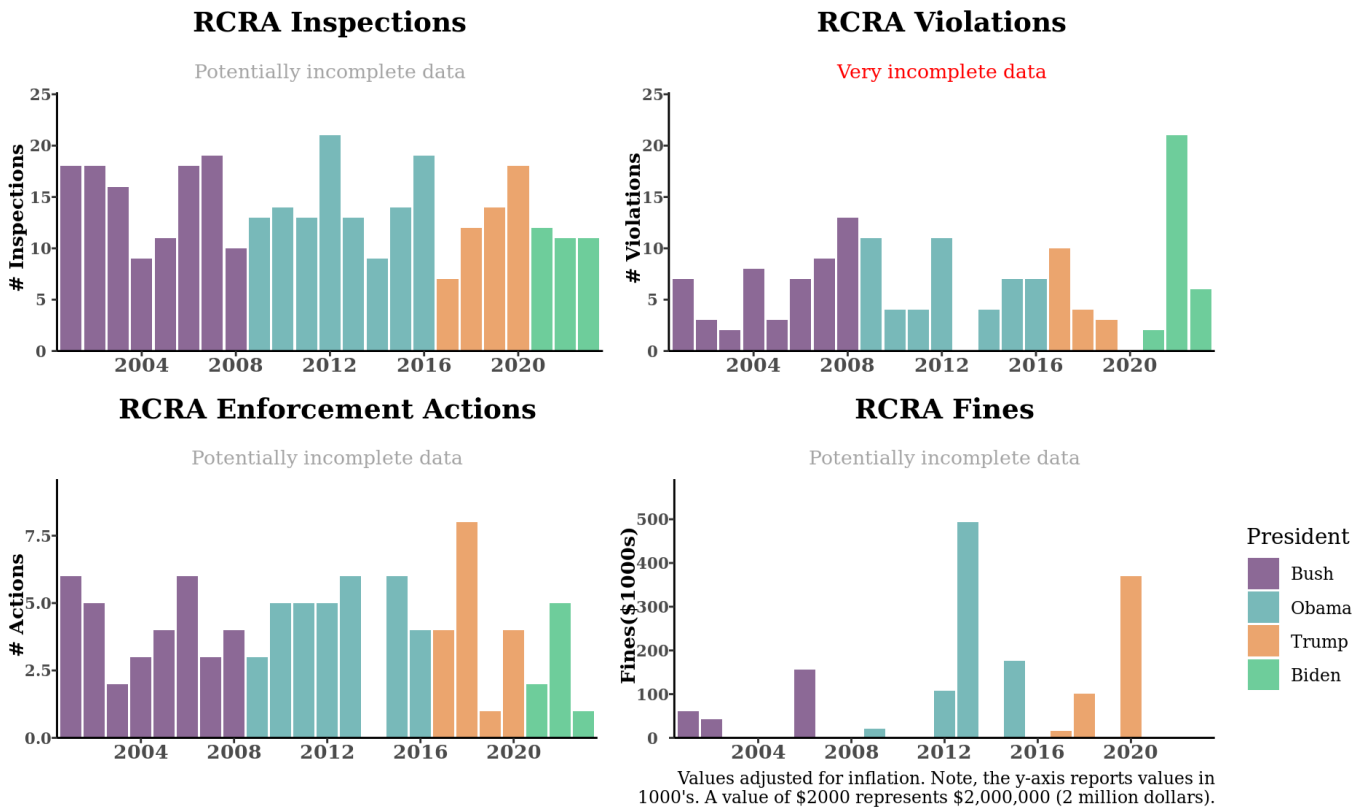 RCRA Inspections
Potentially incomplete data
# Inspections
25
20
15
10
5
0
2004
2008
2012
2016
2020
RCRA Violations
Very incomplete data
# Violations
25
20
15
10
5
0
2004
2008
2012
2016
2020
RCRA Enforcement Actions
Potentially incomplete data
# Actions
7.5
5.0
2.5
0.0
2004
2008
2012
2016
2020
RCRA Fines
Potentially incomplete data
Fines($1000s)
500
400
300
200
100
0
2004
2008
2012
2016
2020
President
Bush
Obama
Trump
Biden
Values adjusted for inflation. Note, the y-axis reports values in
1000's. A value of $2000 represents $2,000,000 (2 million dollars).